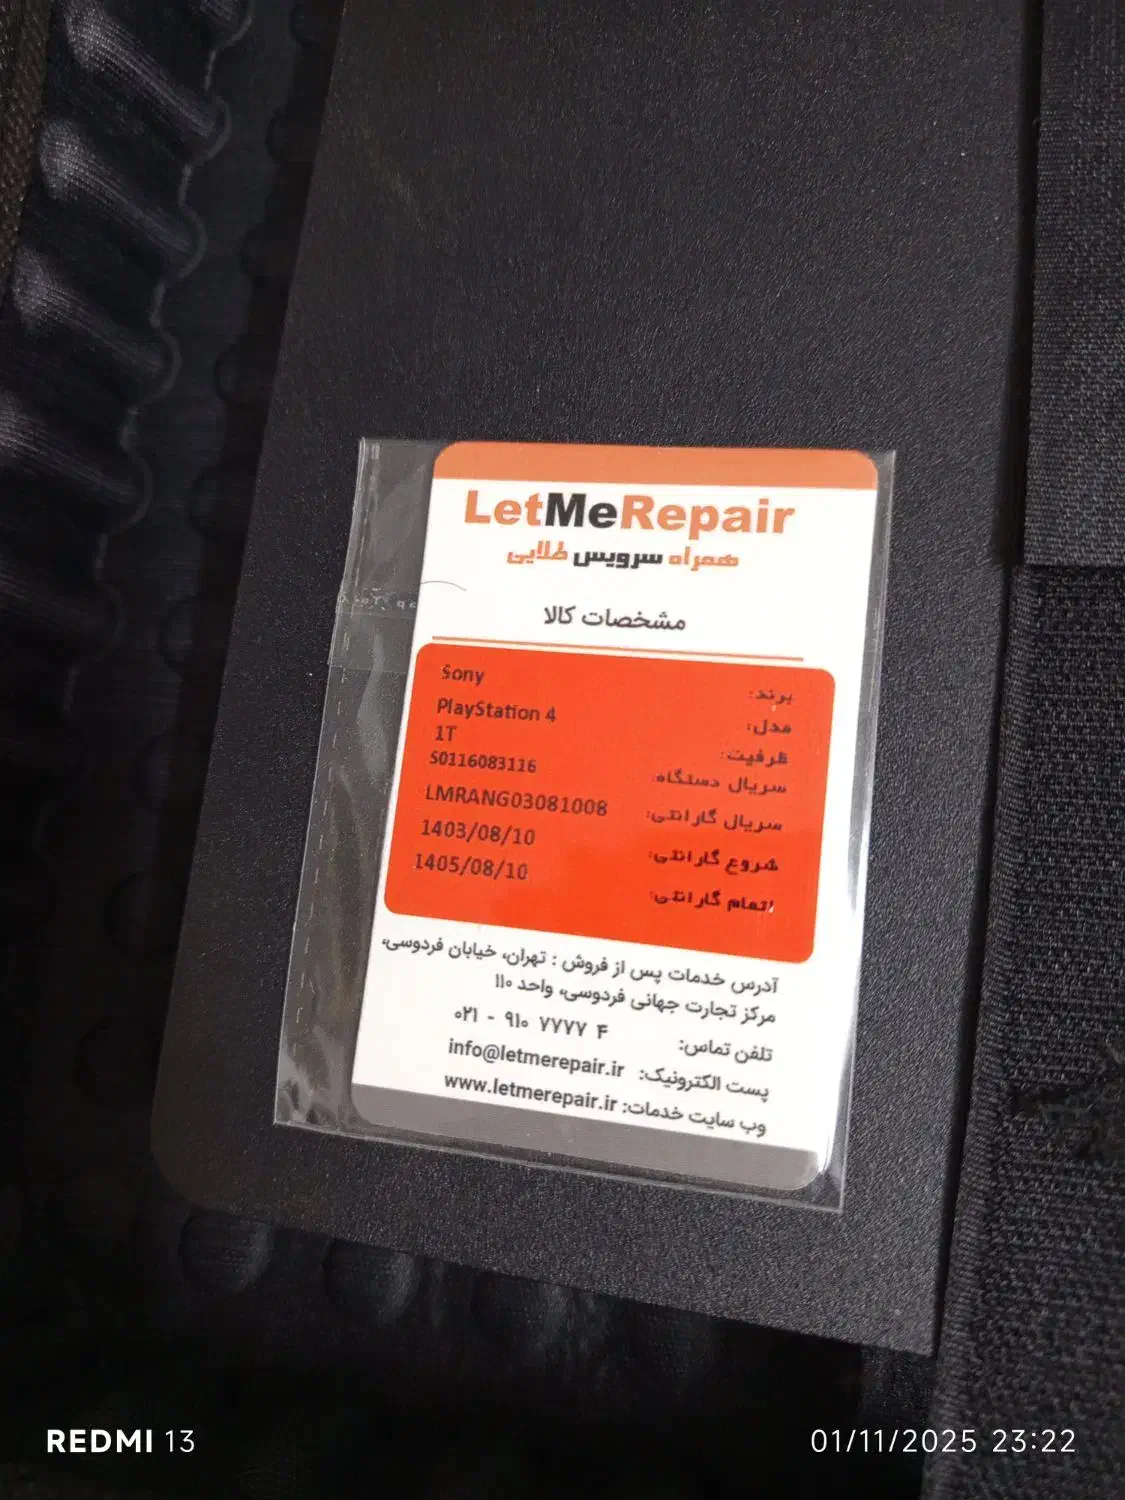 LetMeRepair
همراه سرویس طلایی
مشخصات کالا
برند: Sony
مدل: PlayStation 4
ظرفیت: 1T
سریال دستگاه: S0116083116
سریال گارانتی: LMRANG03081008
شروع گارانتی: 1403/08/10
اتمام گارانتی: 1405/08/10
آدرس خدمات پس از فروش : تهران، خیابان فردوسی،
مرکز تجارت جهانی فردوسی، واحد ۱۱۰
تلفن تماس: ۰۲۱ - ۹۱۰ ۷۷۷۷ ۴
پست الکترونیک: info@letmerepair.ir
وب سایت خدمات: www.letmerepair.ir
REDMI 13
01/11/2025 23:22